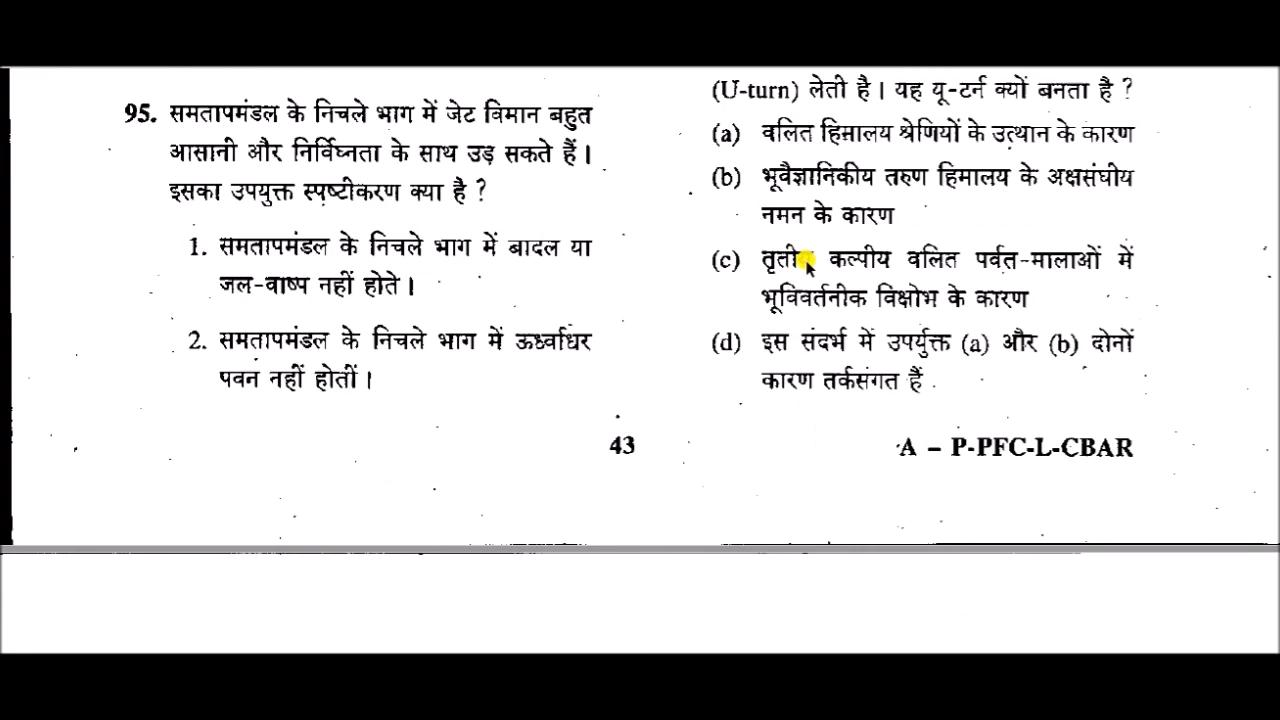 95. समतापमंडल के निचले भाग में जेट विमान बहुत
आसानी और निर्विघ्नता के साथ उड़ सकते हैं ।
इसका उपयुक्त स्पष्टीकरण क्या है ?
1. समतापमंडल के निचले भाग में बादल या
जल-वाष्प नहीं होते ।
2. समतापमंडल के निचले भाग में ऊर्ध्वाधर
पवन नहीं होतीं ।
(U-turn) लेती है । यह यू-टर्न क्यों बनता है ?
(a) वलित हिमालय श्रेणियों के उत्थान के कारण
(b) भूवैज्ञानिकीय तरुण हिमालय के अक्षसंघीय
नमन के कारण
(c) तृतीय कल्पीय वलित पर्वत-मालाओं में
भूविवर्तनीक विक्षोभ के कारण
(d) इस संदर्भ में उपर्युक्त (a) और (b) दोनों
कारण तर्कसंगत हैं
43
A – P-PFC-L-CBAR